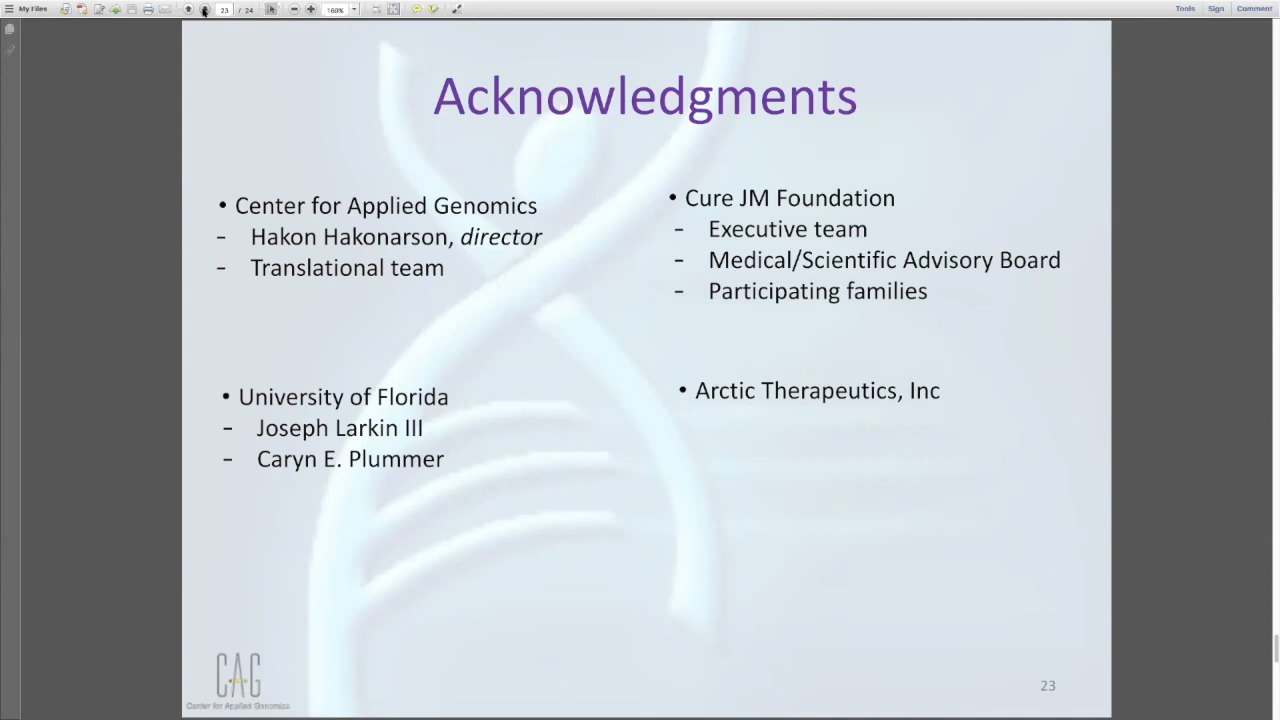 My Files
23 / 24
169%
Tools Sign Comment
Acknowledgments
• Center for Applied Genomics
- Hakon Hakonarson, director
- Translational team
• Cure JM Foundation
- Executive team
- Medical/Scientific Advisory Board
- Participating families
• University of Florida
- Joseph Larkin III
- Caryn E. Plummer
• Arctic Therapeutics, Inc
CAG
Center for Applied Genomics
23